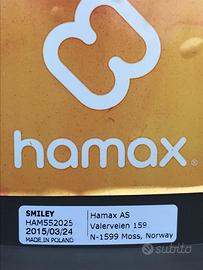 hamax®
SMILEY
HAM552025
2015/03/24
MADE IN POLAND
Hamax AS
Valerveien 159
N-1599 Moss, Norway
subito